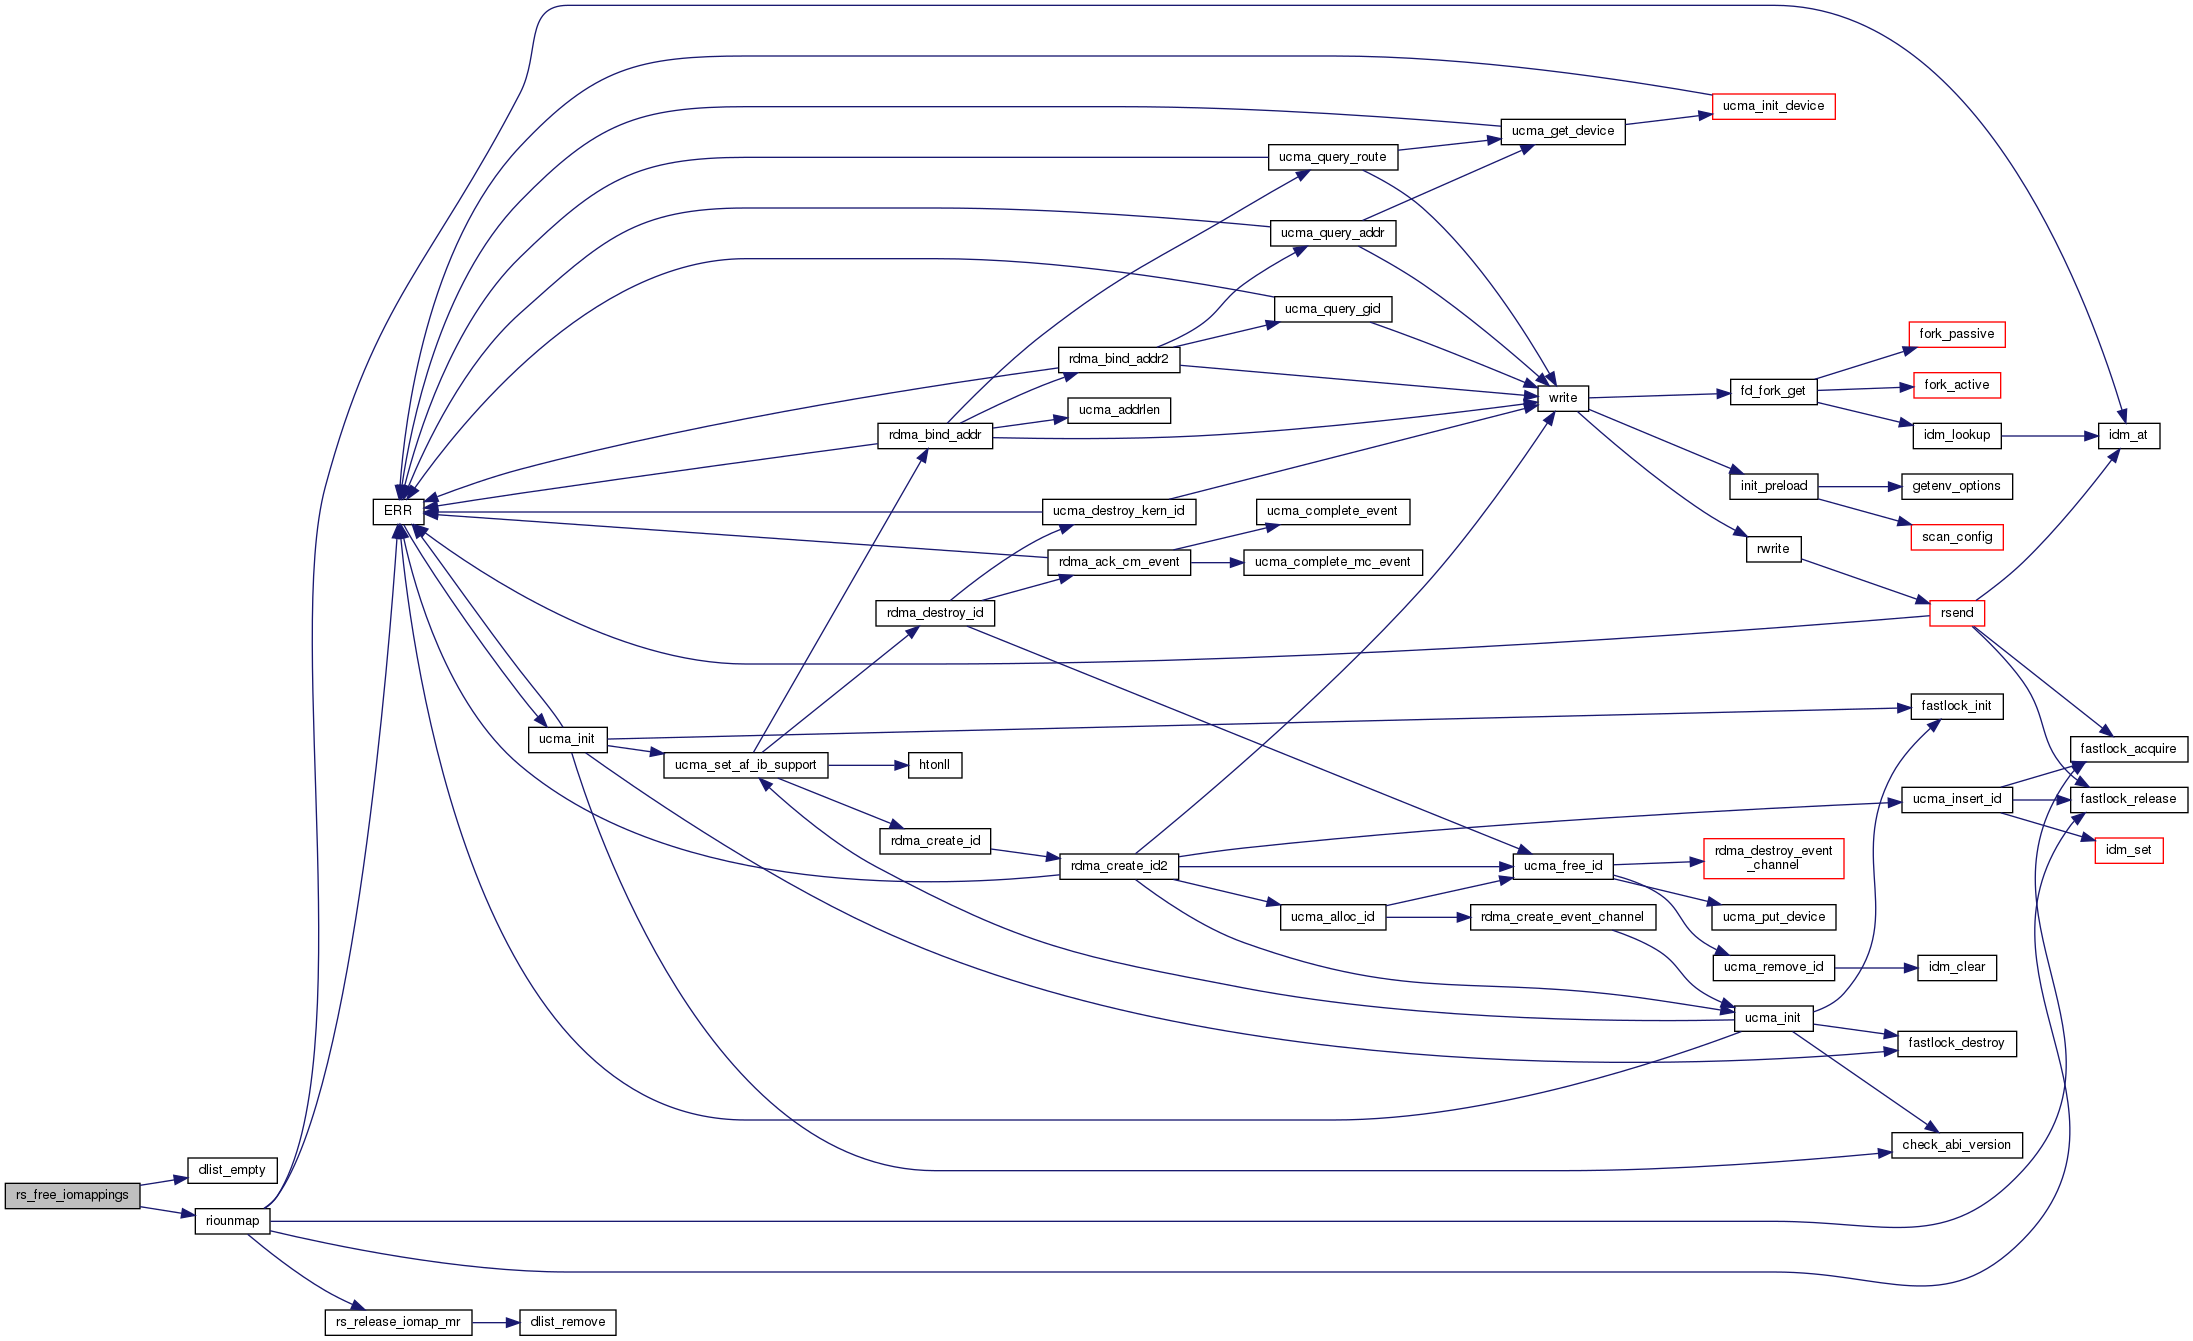 ucma_init_device
ucma_get_device
ucma_query_route
ucma_query_addr
ucma_query_gid
fork_passive
rdma_bind_addr2
fork_active
fd_fork_get
write
ucma_addrlen
rdma_bind_addr
idm_lookup
idm_at
init_preload
getenv_options
ERR
ucma_destroy_kern_id
ucma_complete_event
scan_config
rwrite
rdma_ack_cm_event
ucma_complete_mc_event
rdma_destroy_id
rsend
fastlock_init
ucma_init
fastlock_acquire
ucma_set_af_ib_support
htonll
ucma_insert_id
fastlock_release
rdma_create_id
idm_set
rdma_destroy_event
_channel
rdma_create_id2
ucma_free_id
ucma_alloc_id
rdma_create_event_channel
ucma_put_device
ucma_remove_id
idm_clear
ucma_init
fastlock_destroy
check_abi_version
dlist_empty
rs_free_iomappings
riounmap
rs_release_iomap_mr
dlist_remove